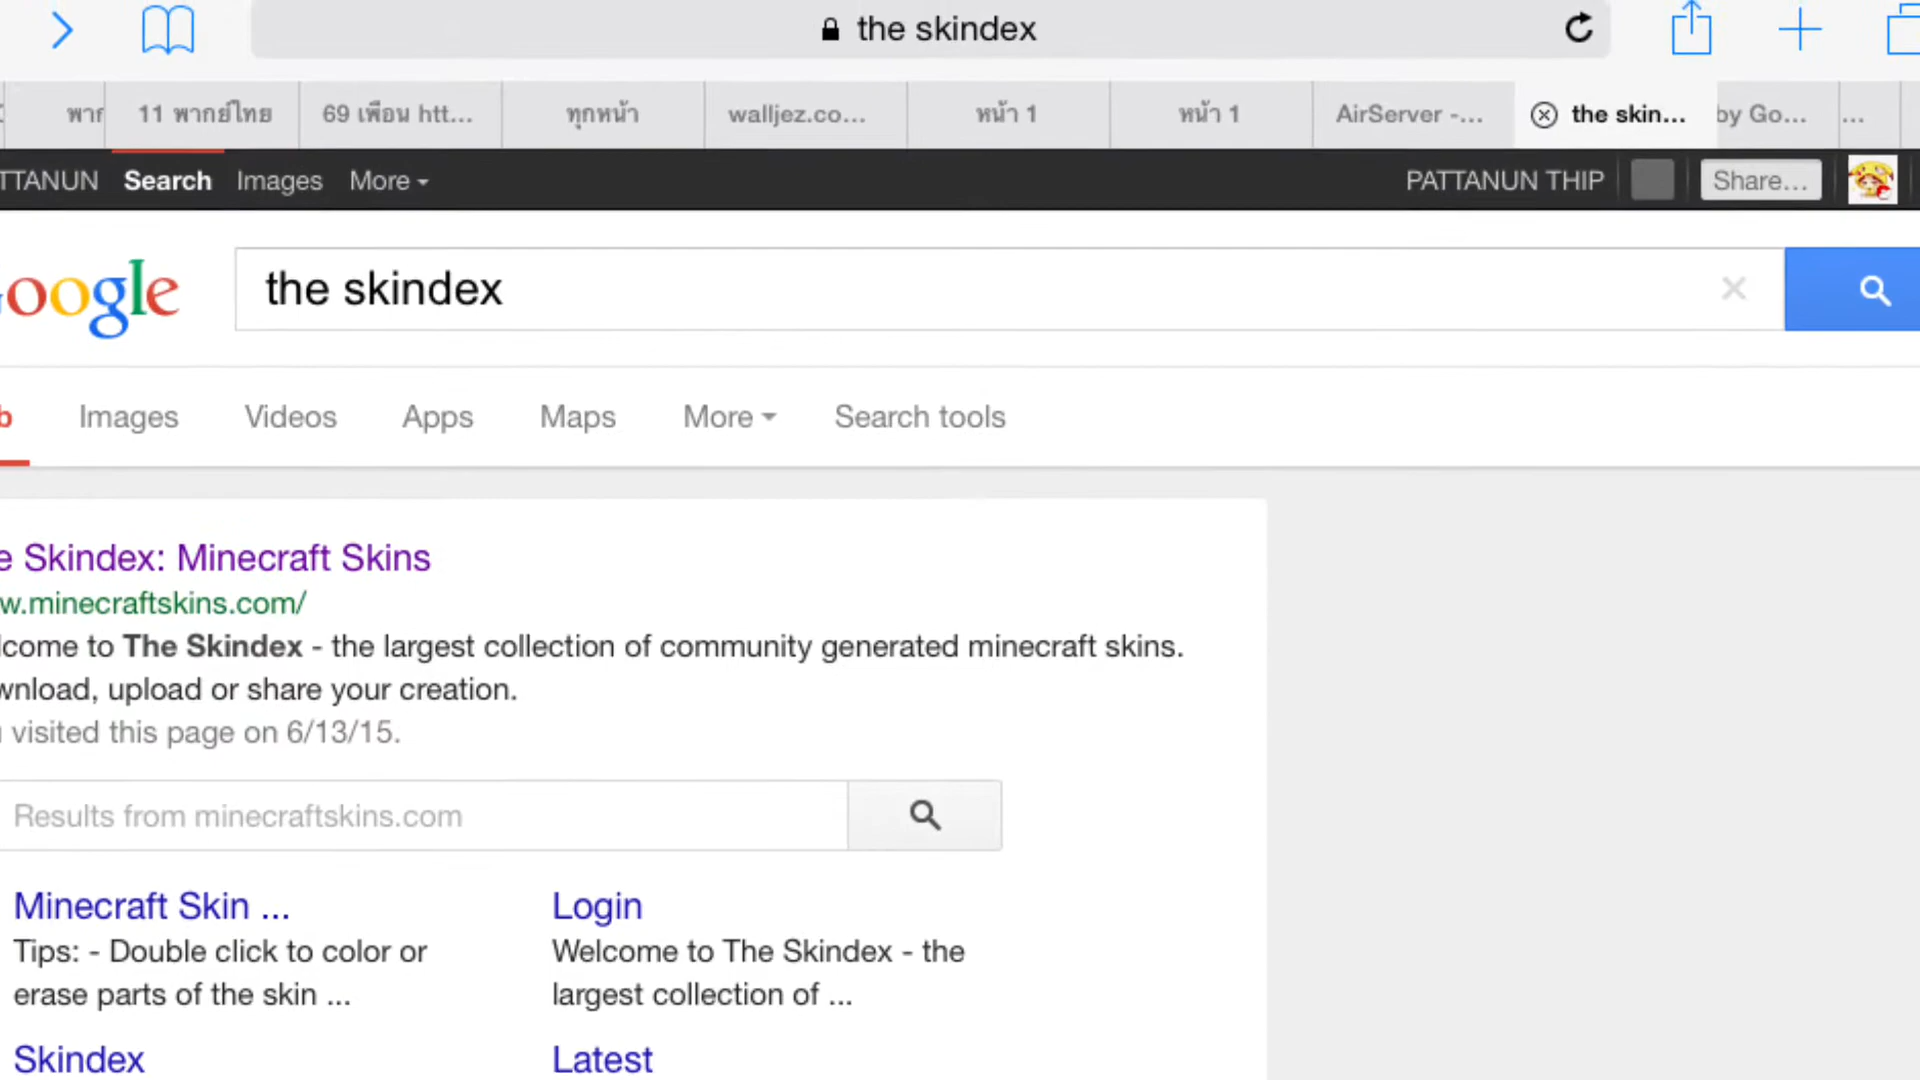 the skindex
11 พากย์ไทย
69 เพื่อน htt...
ทุกหน้า
walljez.co...
หน้า 1
หน้า 1
AirServer -...
the skin...
by Go...
...
TTANUN Search Images More
PATTANUN THIP
Share...
oogle
the skindex
b Images Videos Apps Maps More Search tools
e Skindex: Minecraft Skins
w.minecraftskins.com/
lcome to The Skindex - the largest collection of community generated minecraft skins.
wnload, upload or share your creation.
visited this page on 6/13/15.
Results from minecraftskins.com
Minecraft Skin ...
Tips: - Double click to color or
erase parts of the skin ...
Login
Welcome to The Skindex - the
largest collection of ...
Skindex
Latest